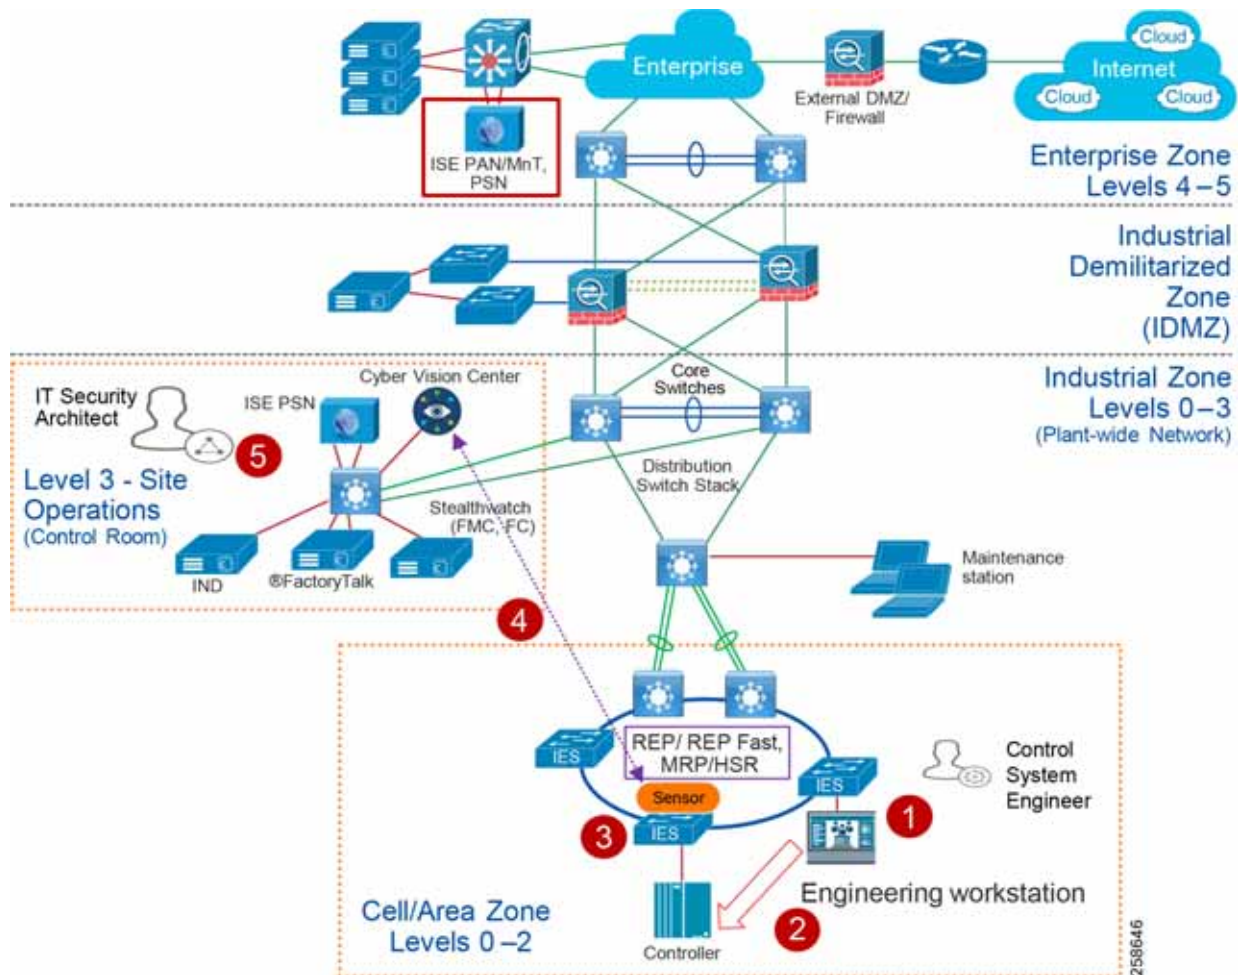 Cloud
Enterprise
Internet
Cloud
Cloud
External DMZ/
Firewall
ISE PAN/MnT,
PSN
Enterprise Zone
Levels 4–5
Industrial
Demilitarized
Zone
(IDMZ)
Core
Switches
Industrial Zone
Levels 0–3
(Plant-wide Network)
Cyber Vision Center
IT Security
Architect
ISE PSN
5
Level 3 - Site
Operations
(Control Room)
Distribution
Switch Stack
Stealthwatch
(FMC, FC)
IND
®FactoryTalk
Maintenance
station
4
REP/ REP Fast,
MRP/HSR
IES
IES
Sensor
IES
Control
System
Engineer
1
3
Engineering workstation
2
Controller
Cell/Area Zone
Levels 0–2
258646